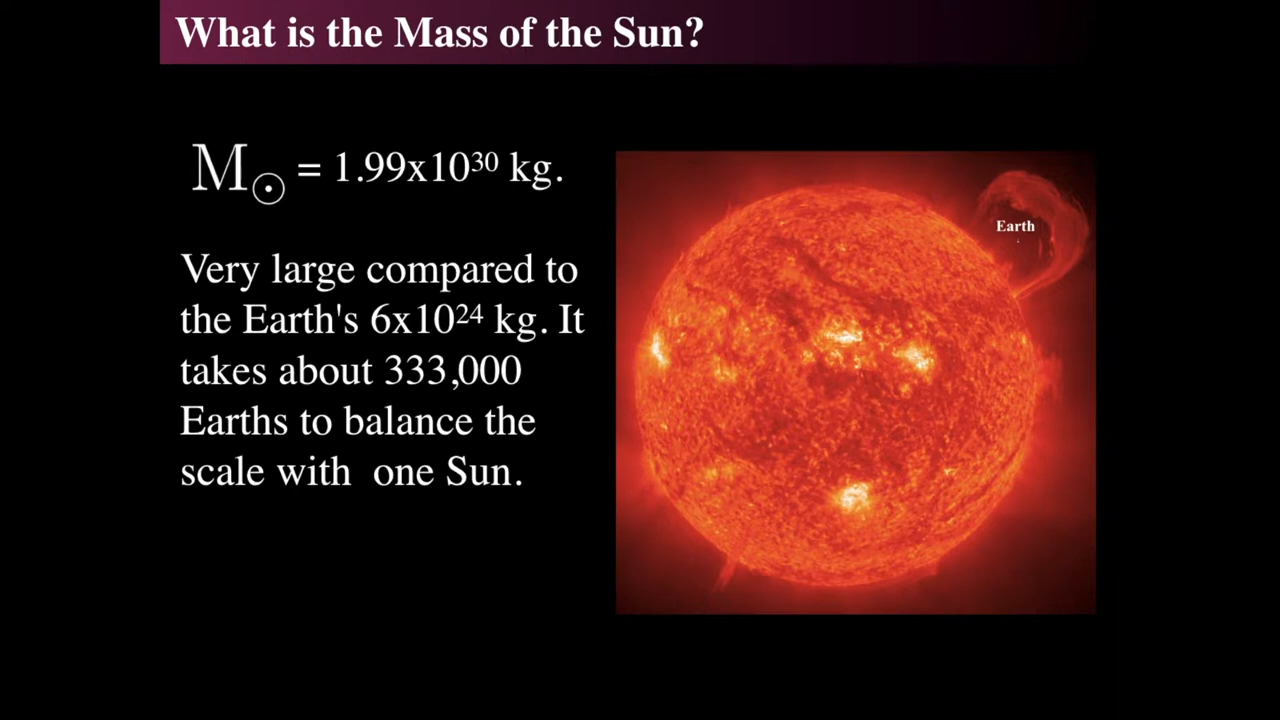 What is the Mass of the Sun?
M☉ = 1.99x10³⁰ kg.
Earth
Very large compared to
the Earth's 6x10²⁴ kg. It
takes about 333,000
Earths to balance the
scale with  one Sun.